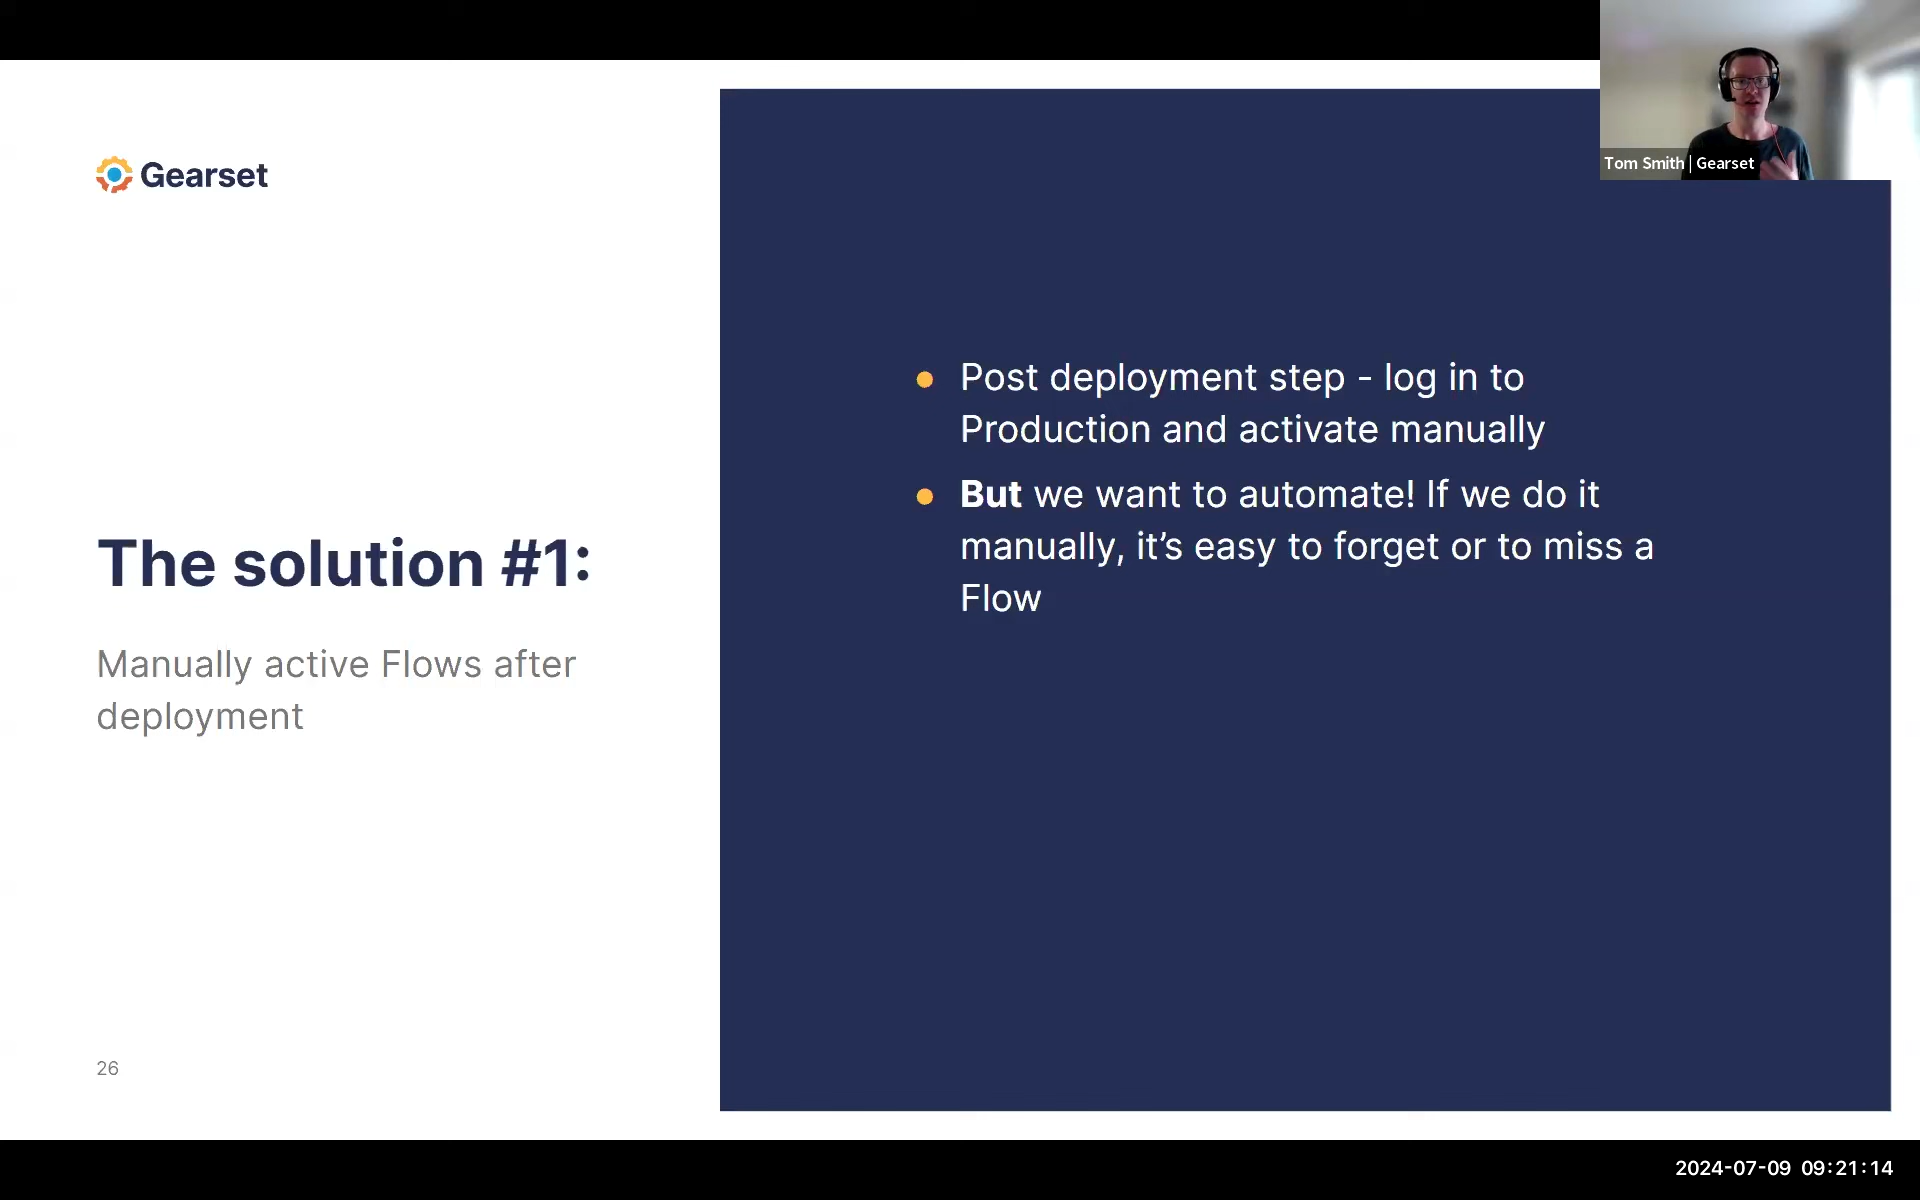 Gearset
Tom Smith | Gearset
The solution #1:
Manually active Flows after
deployment
26
● Post deployment step - log in to
Production and activate manually
● But we want to automate! If we do it
manually, it’s easy to forget or to miss a
Flow
2024-07-09 09:21:14